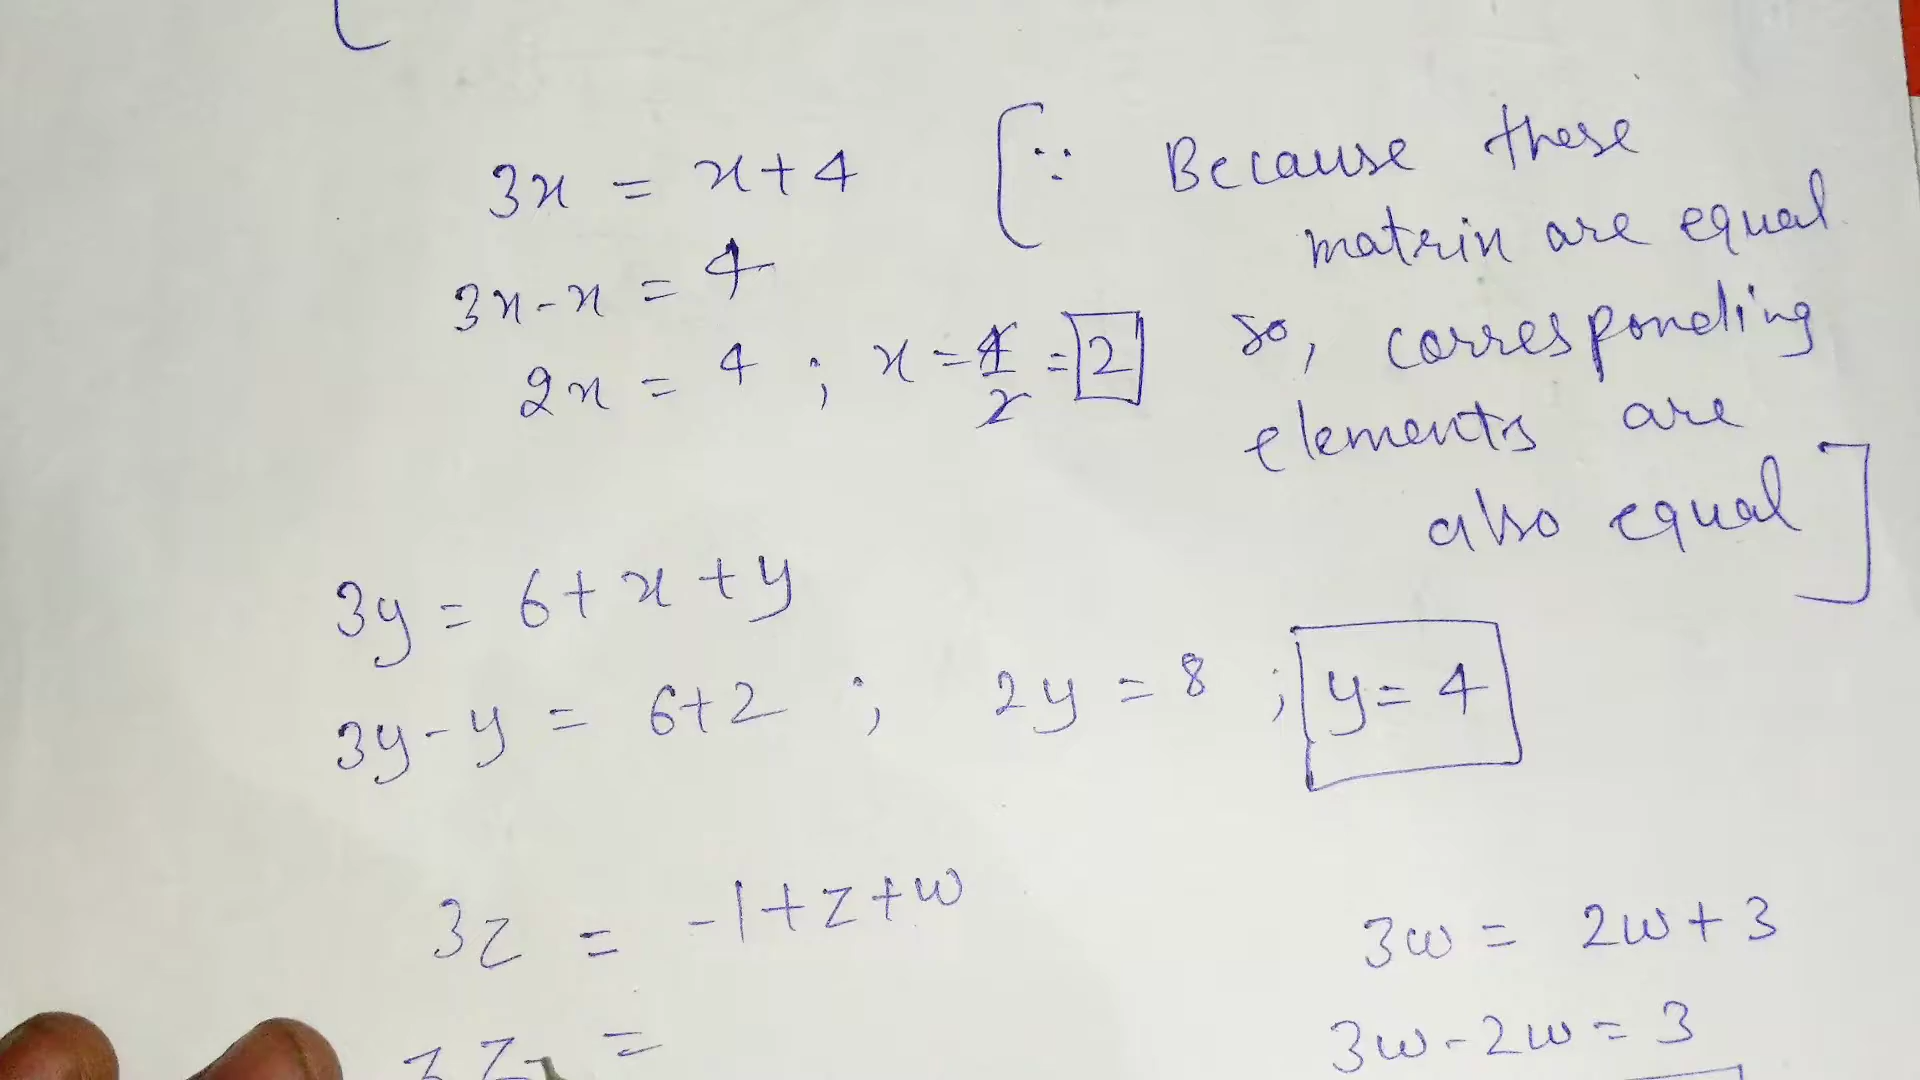 3x = x+4 [∵ Because these
matrix are equal
3x-x = 4
2x = 4 ; x = 4/2 = 2 so, corresponding
elements are
also equal]
3y = 6+x+y
3y-y = 6+2 ; 2y = 8 ; y = 4
3z = -1+z+w 3w = 2w+3
3z- = 3w-2w = 3